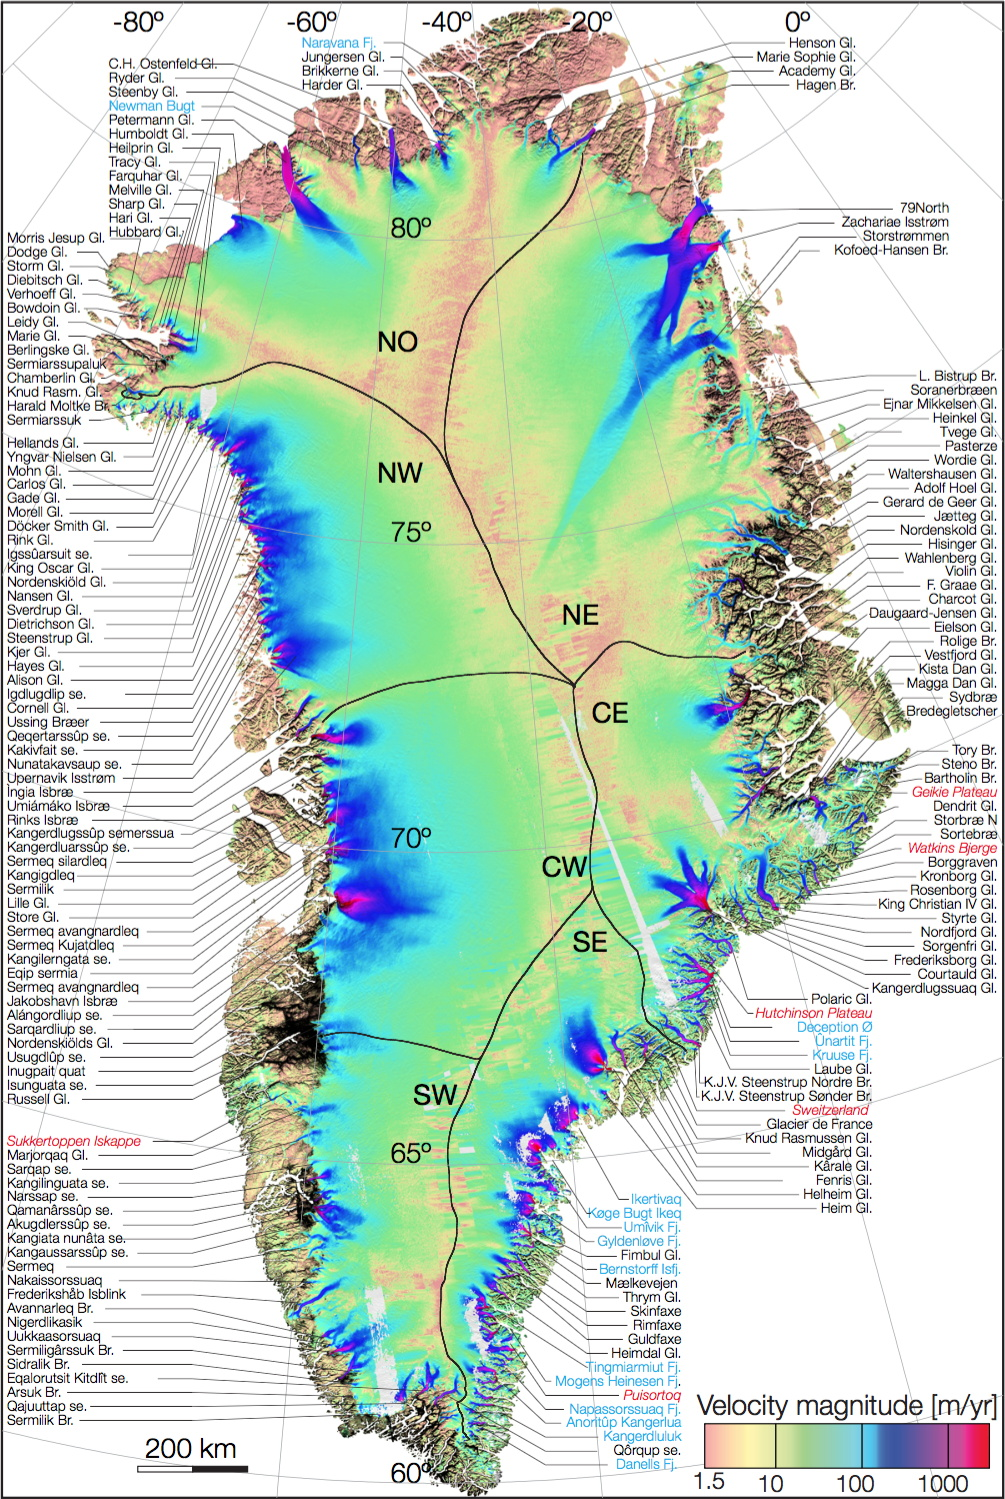 -80º
-60º
-40º
-20º
0º
Naravana Fj.
Jungersen Gl.
Brikkerne Gl.
Harder Gl.
C.H. Ostenfeld Gl.
Ryder Gl.
Steenby Gl.
Newman Bugt
Petermann Gl.
Humboldt Gl.
Heilprin Gl.
Tracy Gl.
Farquhar Gl.
Melville Gl.
Sharp Gl.
Hari Gl.
Hubbard Gl.
Morris Jesup Gl.
Dodge Gl.
Storm Gl.
Diebitsch Gl.
Verhoeff Gl.
Bowdoin Gl.
Leidy Gl.
Marie Gl.
Berlingske Gl.
Sermiarssupaluk
Chamberlin Gl.
Knud Rasm. Gl.
Harald Moltke Br.
Sermiarssuk
Hellands Gl.
Yngvar Nielsen Gl.
Mohn Gl.
Carlos Gl.
Gade Gl.
Morell Gl.
Döcker Smith Gl.
Rink Gl.
Igssûarsuit se.
King Oscar Gl.
Nordenskiöld Gl.
Nansen Gl.
Sverdrup Gl.
Dietrichson Gl.
Steenstrup Gl.
Kjer Gl.
Hayes Gl.
Alison Gl.
Igdlugdlip se.
Cornell Gl.
Ussing Bræer
Qeqertarssûp se.
Kakivfait se.
Nunatakavsaup se.
Upernavik Isstrøm
Ingia Isbræ
Umiámáko Isbræ
Rinks Isbræ
Kangerdlugssûp semerssua
Kangerdluarssûp se.
Sermeq silardleq
Kangigdleq
Sermilik
Lille Gl.
Store Gl.
Sermeq avangnardleq
Sermeq Kujatdleq
Kangilerngata se.
Eqip sermia
Sermeq avangnardleq
Jakobshavn Isbræ
Alángordliup se.
Sarqardliup se.
Nordenskiölds Gl.
Usugdlûp se.
Inugpait quat
Isunguata se.
Russell Gl.
Sukkertoppen Iskappe
Marjorqaq Gl.
Sarqap se.
Kangilinguata se.
Narssap se.
Qamanârssûp se.
Akugdlerssûp se.
Kangiata nunâta se.
Kangaussarssûp se.
Sermeq
Nakaissorssuaq
Frederikshåb Isblink
Avannarleq Br.
Nigerdlikasik
Uukkaasorsuaq
Sermiligârssuk Br.
Sidralik Br.
Eqalorutsit Kitdlît se.
Arsuk Br.
Qajuuttap se.
Sermilik Br.
Henson Gl.
Marie Sophie Gl.
Academy Gl.
Hagen Br.
79North
Zachariae Isstrøm
Storstrømmen
Kofoed-Hansen Br.
L. Bistrup Br.
Soranerbræen
Ejnar Mikkelsen Gl.
Heinkel Gl.
Tvege Gl.
Pasterze
Wordie Gl.
Waltershausen Gl.
Adolf Hoel Gl.
Gerard de Geer Gl.
Jætteg Gl.
Nordenskold Gl.
Hisinger Gl.
Wahlenberg Gl.
Violin Gl.
F. Graae Gl.
Charcot Gl.
Daugaard-Jensen Gl.
Eielson Gl.
Rolige Br.
Vestfjord Gl.
Kista Dan Gl.
Magga Dan Gl.
Sydbræ
Bredegletscher
Tory Br.
Steno Br.
Bartholin Br.
Geikie Plateau
Dendrit Gl.
Storbræ N
Sortebræ
Watkins Bjerge
Borggraven
Kronborg Gl.
Rosenborg Gl.
King Christian IV Gl.
Styrte Gl.
Nordfjord Gl.
Sorgenfri Gl.
Frederiksborg Gl.
Courtauld Gl.
Kangerdlugssuaq Gl.
Polaric Gl.
Hutchinson Plateau
Deception Ø
Ûnartit Fj.
Kruuse Fj.
Laube Gl.
K.J.V. Steenstrup Nordre Br.
K.J.V. Steenstrup Sønder Br.
Sweitzerland
Glacier de France
Knud Rasmussen Gl.
Midgård Gl.
Kârale Gl.
Fenris Gl.
Helheim Gl.
Heim Gl.
Ikertivaq
Køge Bugt Ikeq
Umîvik Fj.
Gyldenløve Fj.
Fimbul Gl.
Bernstorff Isfj.
Mælkevejen
Thrym Gl.
Skinfaxe
Rimfaxe
Guldfaxe
Heimdal Gl.
Tingmiarmiut Fj.
Mogens Heinesen Fj.
Puisortoq
Napassorssuaq Fj.
Anoritûp Kangerlua
Kangerdluluk
Qôrqup se.
Danells Fj.
80º
NO
NW
75º
NE
CE
70º
CW
SE
SW
65º
60º
200 km
Velocity magnitude [m/yr]
1.5
10
100
1000